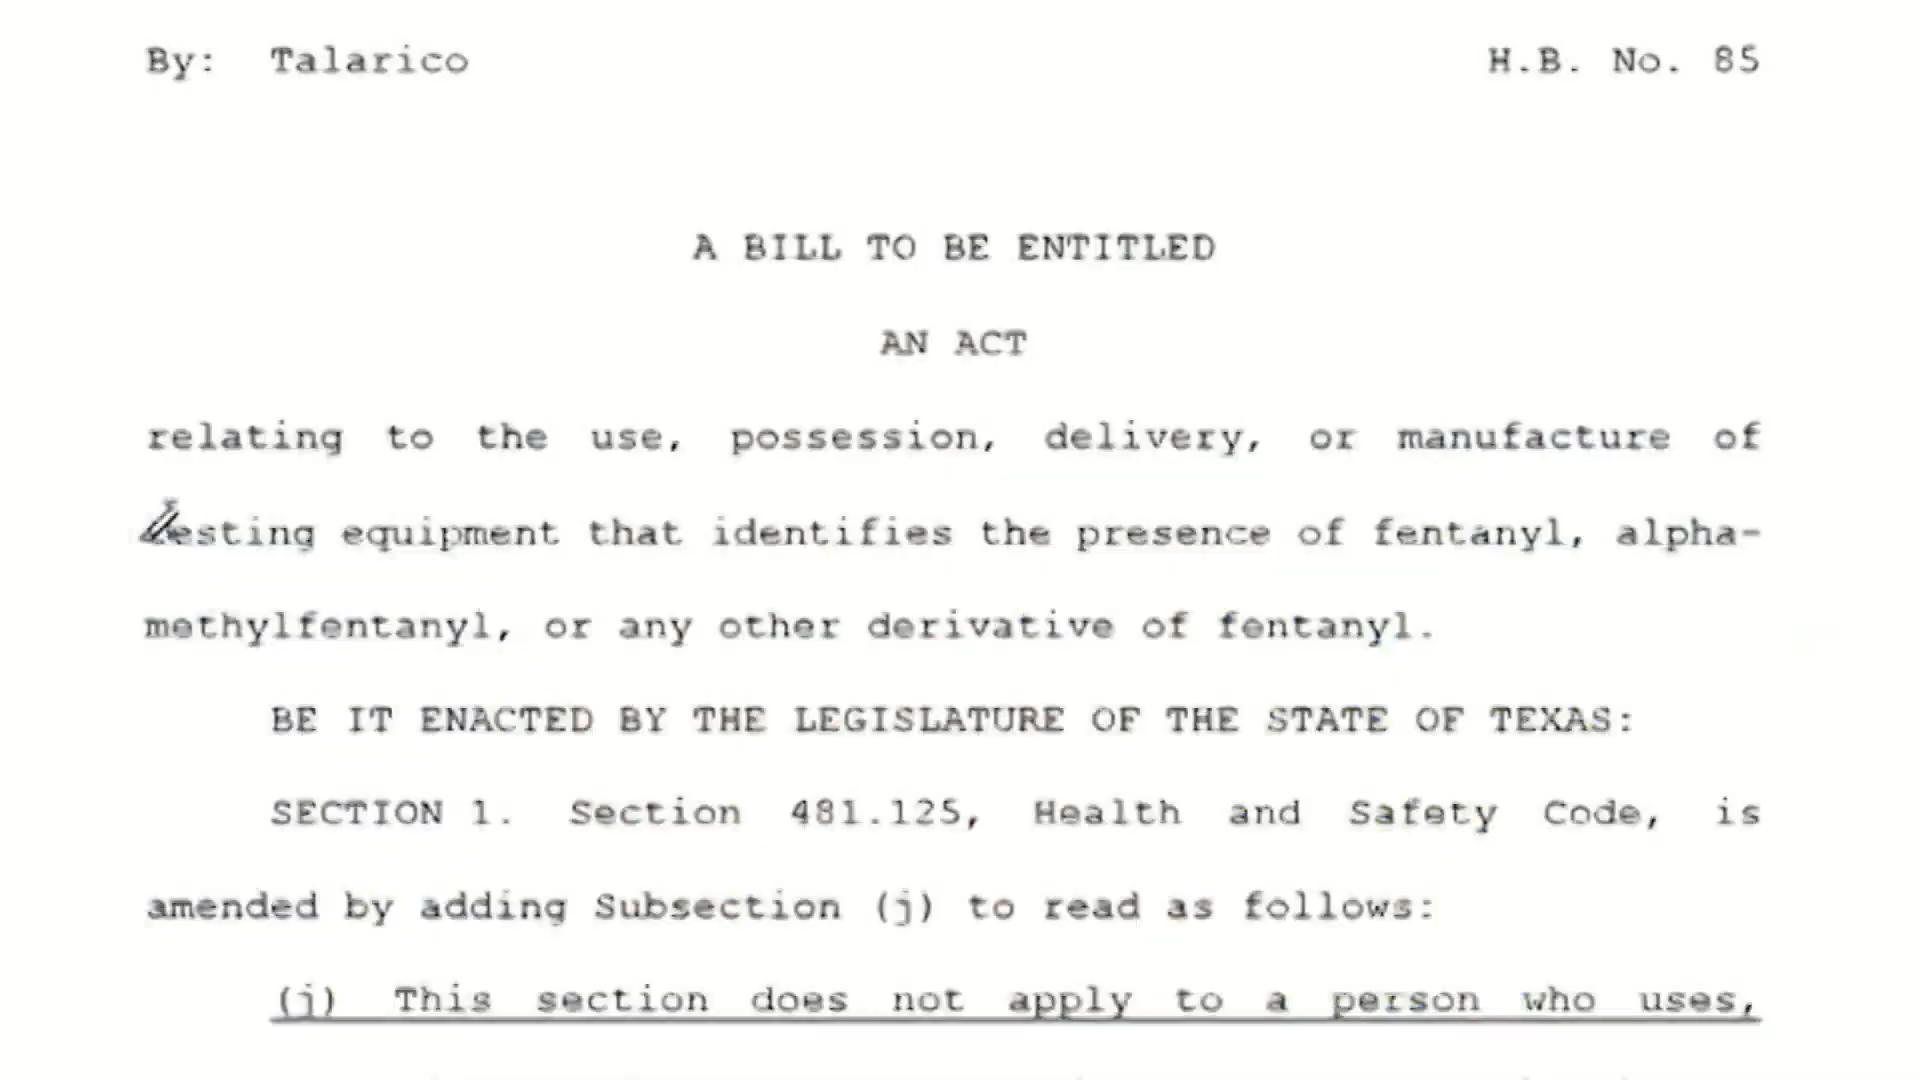 By: Talarico H.B. No. 85
A BILL TO BE ENTITLED
AN ACT
relating to the use, possession, delivery, or manufacture of
testing equipment that identifies the presence of fentanyl, alpha-
methylfentanyl, or any other derivative of fentanyl.
BE IT ENACTED BY THE LEGISLATURE OF THE STATE OF TEXAS:
SECTION 1. Section 481.125, Health and Safety Code, is
amended by adding Subsection (j) to read as follows:
(j) This section does not apply to a person who uses,